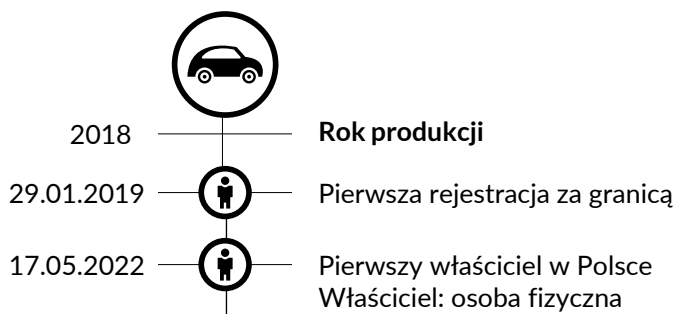 2018 Rok produkcji
29.01.2019 Pierwsza rejestracja za granicą
17.05.2022 Pierwszy właściciel w Polsce
Właściciel: osoba fizyczna